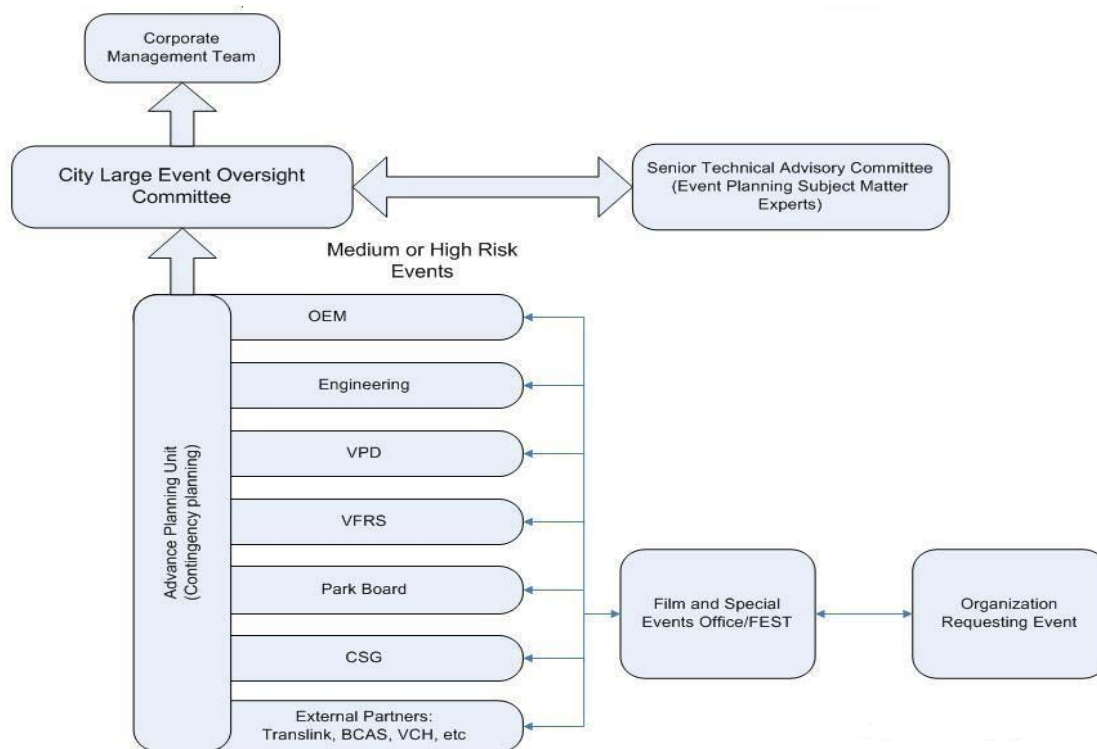 Corporate
Management Team
City Large Event Oversight
Committee
Senior Technical Advisory Committee
(Event Planning Subject Matter
Experts)
Medium or High Risk
Events
OEM
Engineering
VPD
VFRS
Park Board
CSG
External Partners:
Translink, BCAS, VCH, etc
Advance Planning Unit
(Contingency planning)
Film and Special
Events Office/FEST
Organization
Requesting Event